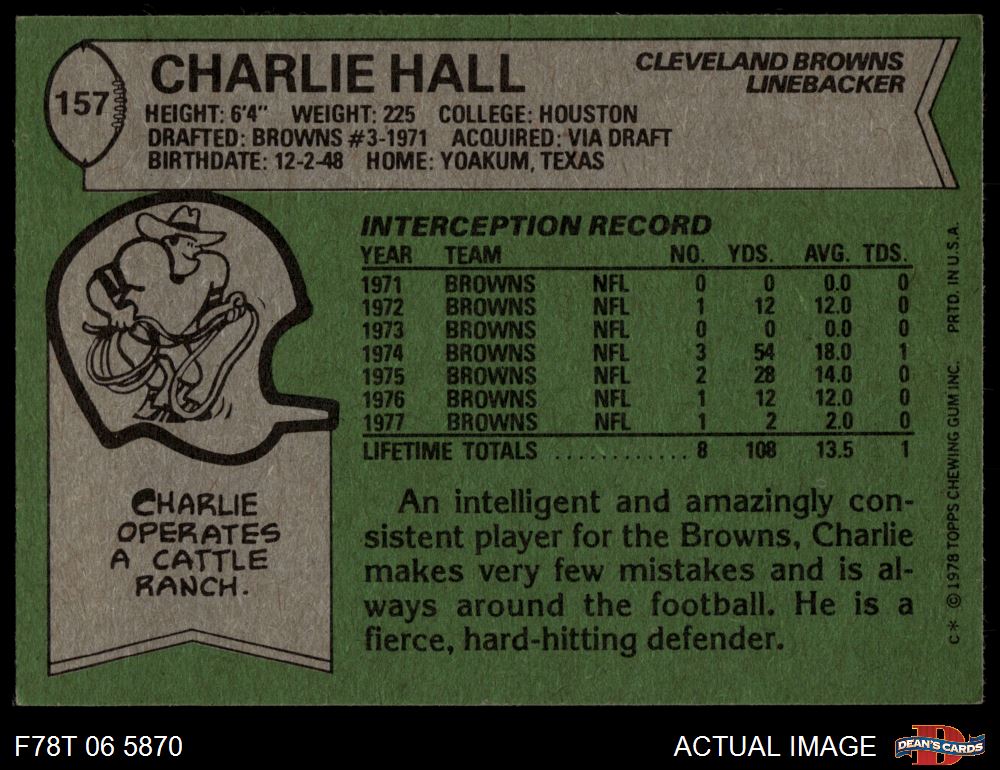 157
CHARLIE HALL
CLEVELAND BROWNS
LINEBACKER
HEIGHT: 6'4" WEIGHT: 225 COLLEGE: HOUSTON
DRAFTED: BROWNS #3-1971 ACQUIRED: VIA DRAFT
BIRTHDATE: 12-2-48 HOME: YOAKUM, TEXAS
INTERCEPTION RECORD
YEAR TEAM NO. YDS. AVG. TDS.
1971 BROWNS NFL 0 0 0.0 0
1972 BROWNS NFL 1 12 12.0 0
1973 BROWNS NFL 0 0 0.0 0
1974 BROWNS NFL 3 54 18.0 1
1975 BROWNS NFL 2 28 14.0 0
1976 BROWNS NFL 1 12 12.0 0
1977 BROWNS NFL 1 2 2.0 0
LIFETIME TOTALS ............ 8 108 13.5 1
CHARLIE
OPERATES
A CATTLE
RANCH.
An intelligent and amazingly con-
sistent player for the Browns, Charlie
makes very few mistakes and is al-
ways around the football. He is a
fierce, hard-hitting defender.
C* © 1978 TOPPS CHEWING GUM INC. PRTD. IN U.S.A.
F78T 06 5870
ACTUAL IMAGE
D
DEAN'S CARDS